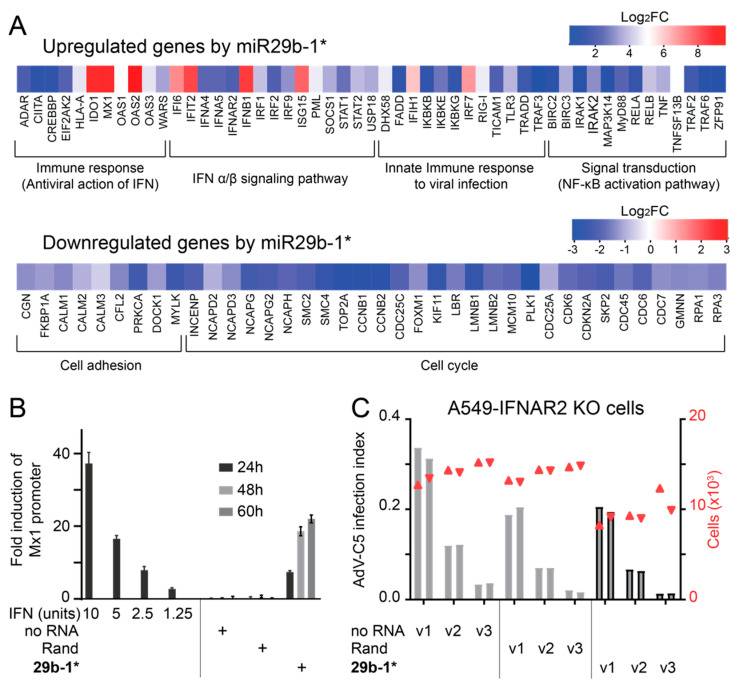 A
Upregulated genes by miR29b-1*
Log2FC
2 4 6 8
ADAR CIITA CREBBP EIF2AK2 HLA-A IDO1 MX1 OAS1 OAS2 OAS3 WARS IFI6 IFIT2 IFNA4 IFNA5 IFNAR2 IFNB1 IRF1 IRF2 IRF9 ISG15 PML SOCS1 STAT1 STAT2 USP18 DHX58 FADD IFIH1 IKBKB IKBKE IKBKG IRF7 RIG-I TICAM1 TLR3 TRADD TRAF3 BIRC2 BIRC3 IRAK1 IRAK2 MAP3K14 MyD88 RELA RELB TNF TNFSF13B TRAF2 TRAF6 ZFP91
Immune response IFN α/β signaling pathway Innate Immune response Signal transduction
(Antiviral action of IFN) to viral infection (NF-κB activation pathway)
Downregulated genes by miR29b-1*
Log2FC
-3 -2 -1 0 1 2 3
CGN FKBP1A CALM1 CALM2 CALM3 CFL2 PRKCA DOCK1 MYLK INCENP NCAPD2 NCAPD3 NCAPG NCAPG2 NCAPH SMC2 SMC4 TOP2A CCNB1 CCNB2 CDC25C FOXM1 KIF11 LBR LMNB1 LMNB2 MCM10 PLK1 CDC25A CDK6 CDKN2A SKP2 CDC45 CDC6 CDC7 GMNN RPA1 RPA3
Cell adhesion Cell cycle
B
Fold induction of
Mx1 promoter
40
20
0
24h
48h
60h
IFN (units) 10 5 2.5 1.25
no RNA +
Rand +
29b-1* +
C
A549-IFNAR2 KO cells
AdV-C5 infection index
0.4
0.2
0.0
20
10
0
Cells (x10³)
no RNA v1 v2 v3
Rand v1 v2 v3
29b-1* v1 v2 v3